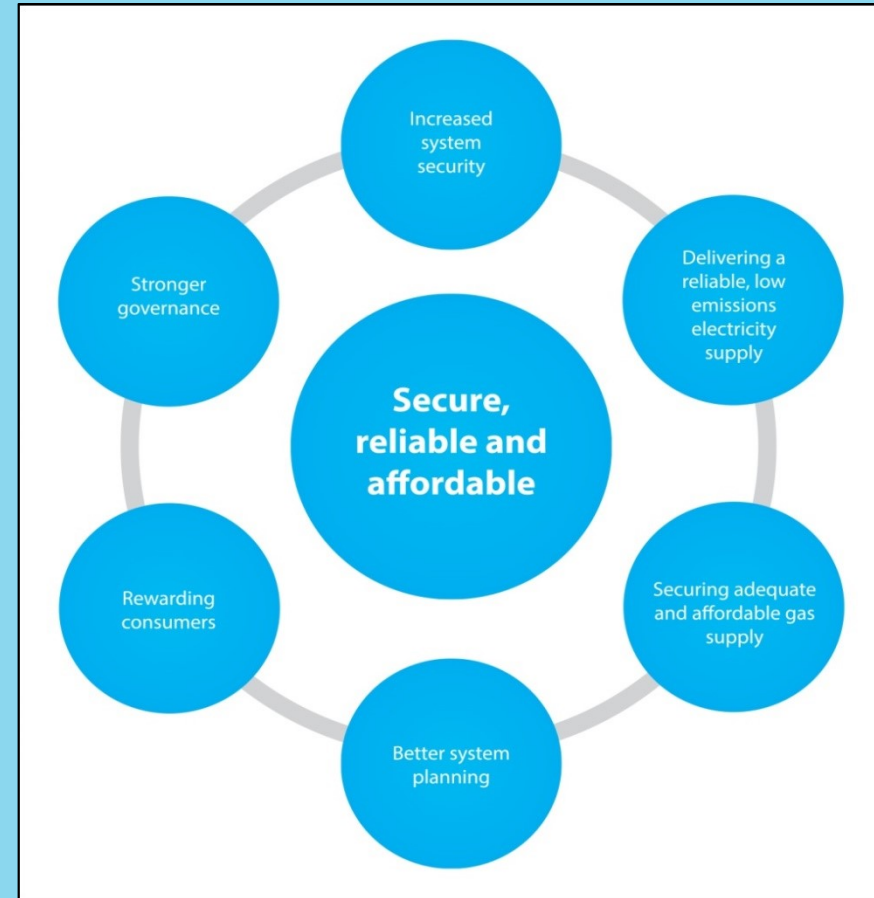 Increased
system
security
Delivering a
reliable, low
emissions
electricity
supply
Securing adequate
and affordable gas
supply
Better system
planning
Rewarding
consumers
Stronger
governance
Secure,
reliable and
affordable